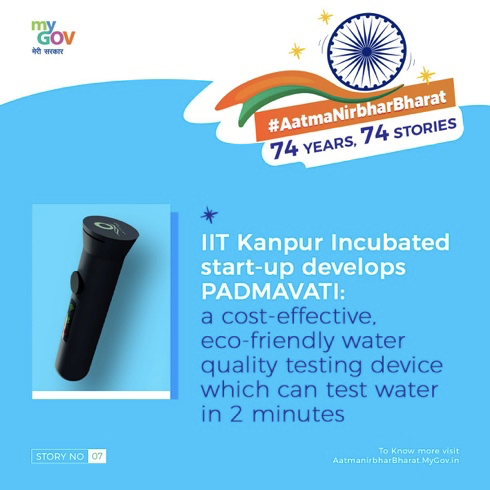 my
GOV
मेरी सरकार
#AatmaNirbharBharat
74 YEARS, 74 STORIES
IIT Kanpur Incubated
start-up develops
PADMAVATI:
a cost-effective,
eco-friendly water
quality testing device
which can test water
in 2 minutes
STORY NO 07
To Know more visit
AatmanirbharBharat.MyGov.in